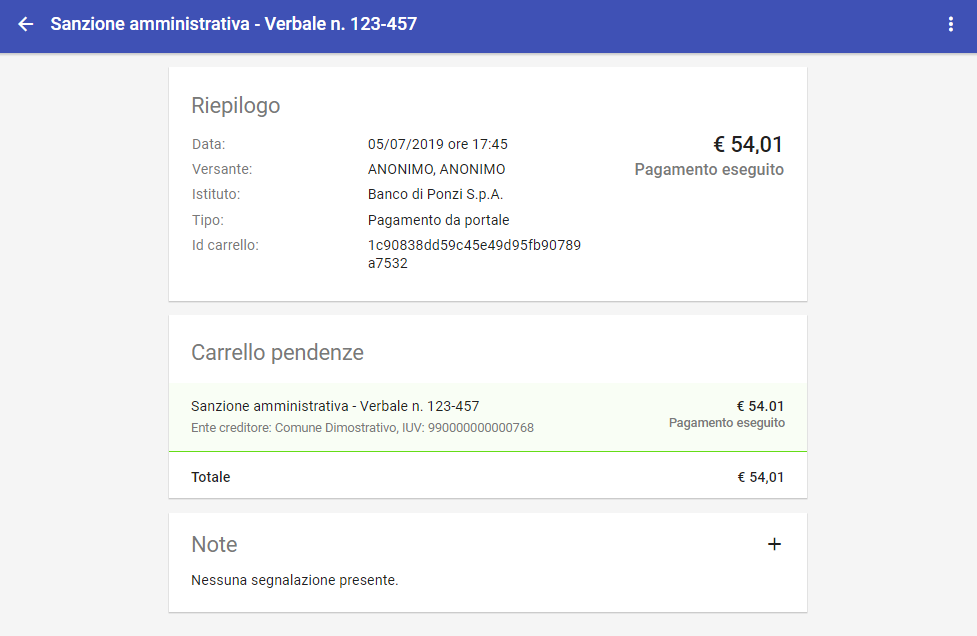 Sanzione amministrativa - Verbale n. 123-457
Riepilogo
Data: 05/07/2019 ore 17:45
€ 54,01
Versante: ANONIMO, ANONIMO
Pagamento eseguito
Istituto: Banco di Ponzi S.p.A.
Tipo: Pagamento da portale
Id carrello: 1c90838dd59c45e49d95fb90789
a7532
Carrello pendenze
Sanzione amministrativa - Verbale n. 123-457 € 54.01
Ente creditore: Comune Dimostrativo, IUV: 990000000000768 Pagamento eseguito
Totale € 54,01
Note +
Nessuna segnalazione presente.